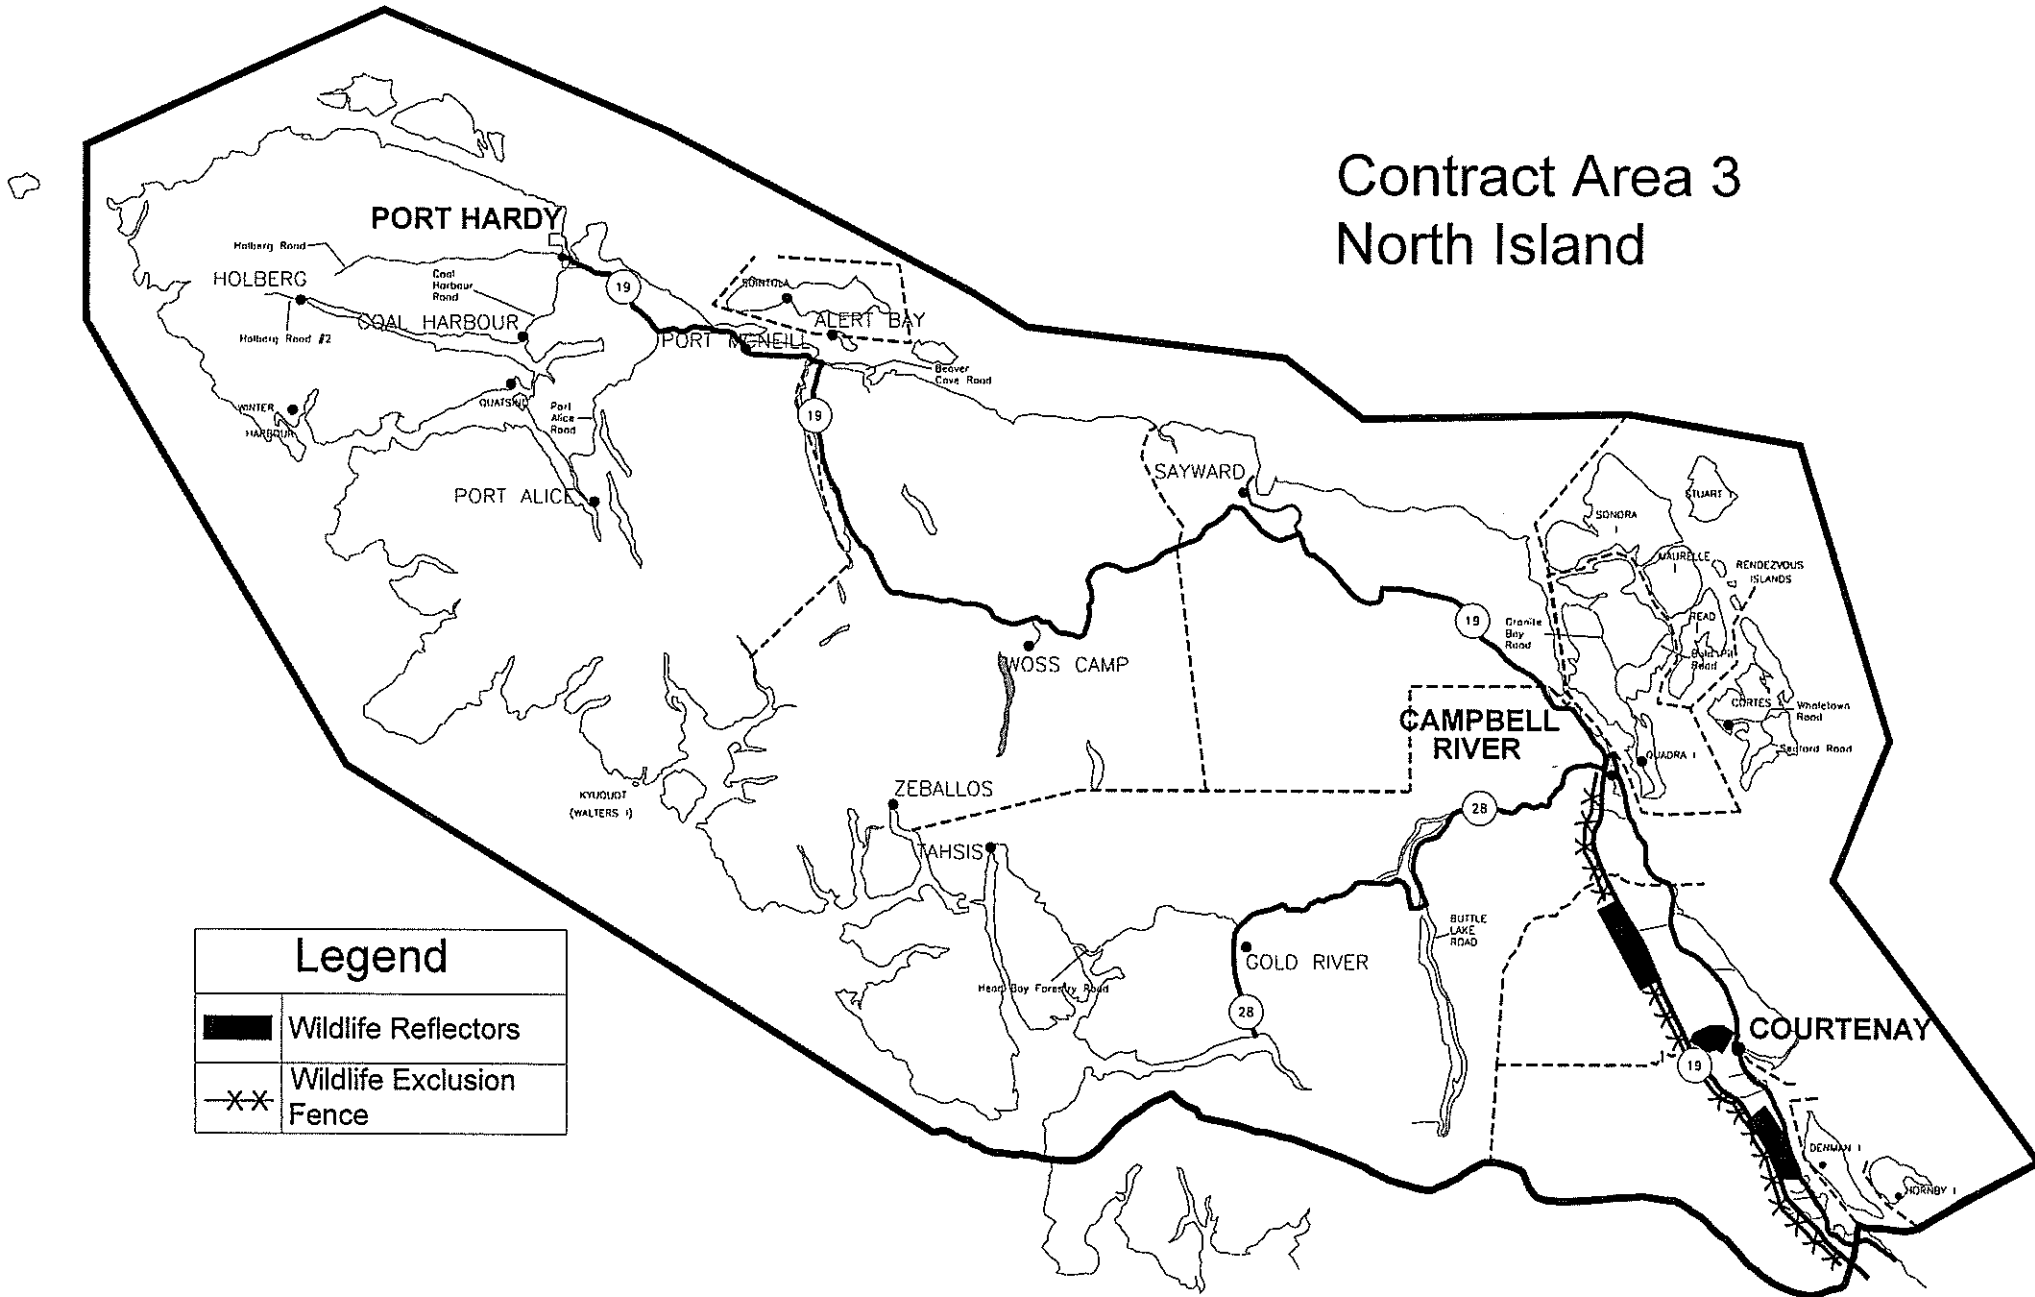 Contract Area 3
North Island
PORT HARDY
Holberg Road
HOLBERG
Coal
Harbour
Road
19
SOINTULA
COAL HARBOUR
ALERT BAY
Holberg Road #2
PORT MCNEILL
Beaver
Cove Road
QUATSINO
Port
Alice
Road
WINTER
HARBOUR
19
PORT ALICE
SAYWARD
STUART I
SONORA
I
MAURELLE
I
RENDEZVOUS
ISLANDS
19
Granite
Bay
Road
READ
I
Road
WOSS CAMP
CORTES
Whaletown
Road
CAMPBELL
RIVER
Seaford Road
QUADRA I
KYUQUOT
(WALTERS I)
ZEBALLOS
28
TAHSIS
BUTTLE
LAKE
ROAD
GOLD RIVER
Head Bay Forestry Road
28
COURTENAY
19
DENMAN I
HORNBY I
Legend
Wildlife Reflectors
Wildlife Exclusion
Fence